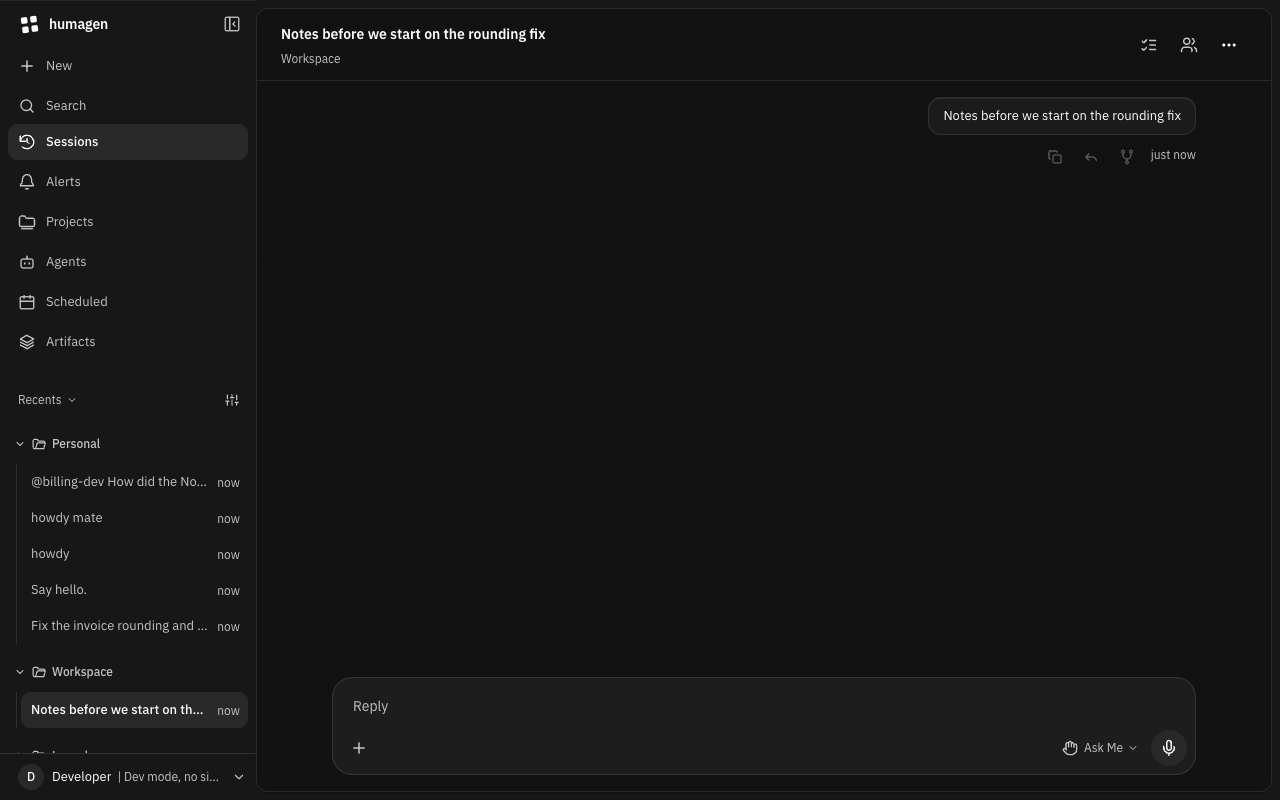 humagen
New
Search
Sessions
Alerts
Projects
Agents
Scheduled
Artifacts
Recents
Personal
@billing-dev How did the No... now
howdy mate now
howdy now
Say hello. now
Fix the invoice rounding and ... now
Workspace
Notes before we start on th... now
D Developer | Dev mode, no si...
Notes before we start on the rounding fix
Workspace
Notes before we start on the rounding fix
just now
Reply
Ask Me